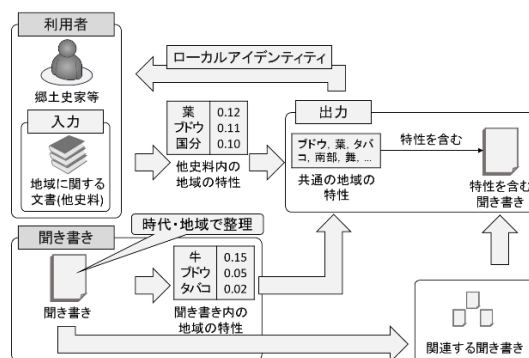 利用者
郷土史家等
入力
地域に関する
文書(他史料)
ローカルアイデンティティ
葉 0.12
ブドウ 0.11
国分 0.10
他史料内の
地域の特性
出力
ブドウ, 葉, タバ
コ, 南部, 舞, ...
共通の地域の
特性
特性を含む
特性を含む
聞き書き
聞き書き
時代・地域で整理
聞き書き
牛 0.15
ブドウ 0.05
タバコ 0.02
聞き書き内の
地域の特性
関連する聞き書き